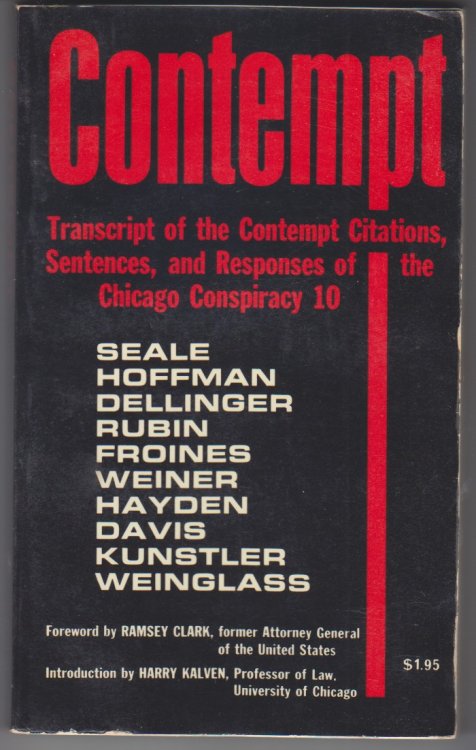 Contempt
Transcript of the Contempt Citations,
Sentences, and Responses of the
Chicago Conspiracy 10
SEALE
HOFFMAN
DELLINGER
RUBIN
FROINES
WEINER
HAYDEN
DAVIS
KUNSTLER
WEINGLASS
Foreword by RAMSEY CLARK, former Attorney General
of the United States
$1.95
Introduction by HARRY KALVEN, Professor of Law,
University of Chicago